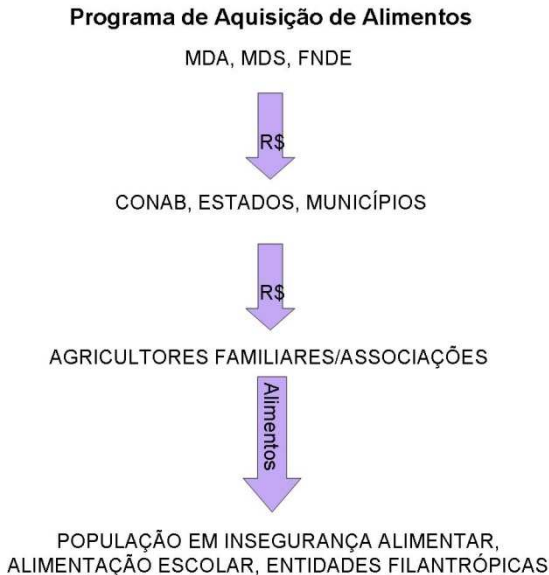 Programa de Aquisição de Alimentos
MDA, MDS, FNDE
R$
CONAB, ESTADOS, MUNICÍPIOS
R$
AGRICULTORES FAMILIARES/ASSOCIAÇÕES
Alimentos
POPULAÇÃO EM INSEGURANÇA ALIMENTAR,
ALIMENTAÇÃO ESCOLAR, ENTIDADES FILANTRÓPICAS